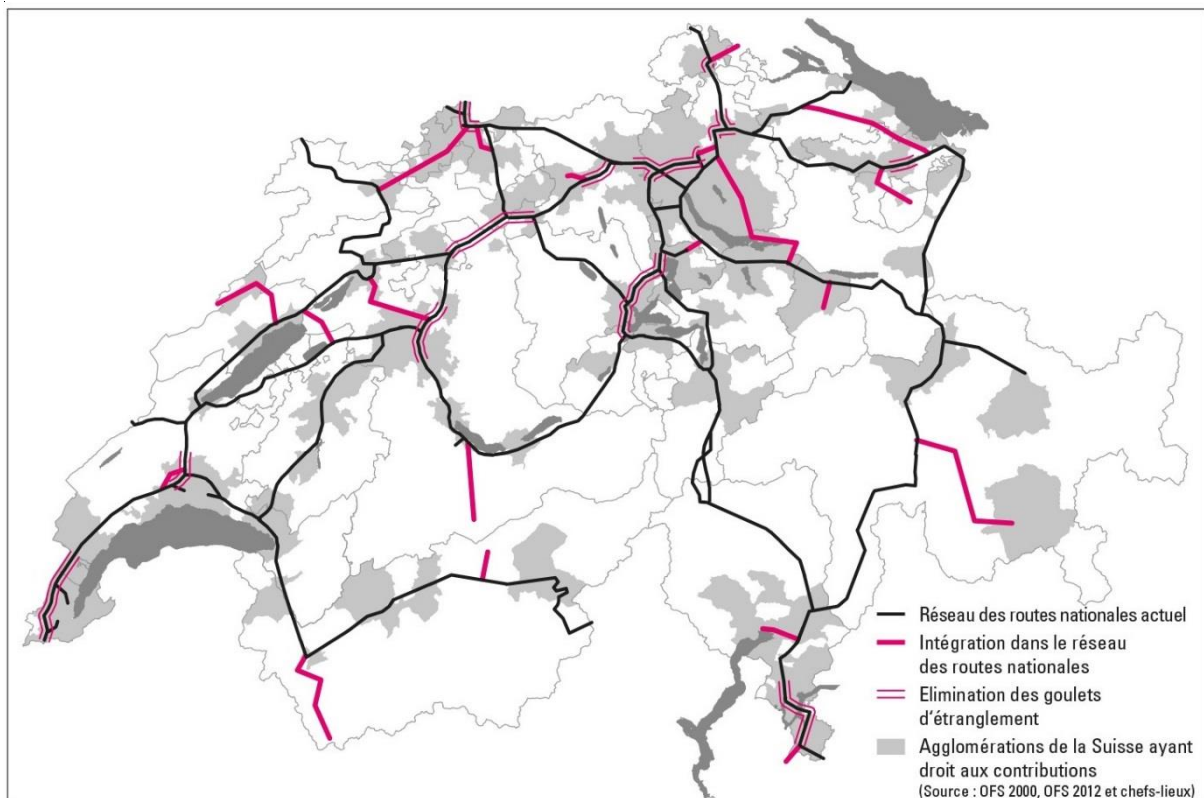 Réseau des routes nationales actuel
Intégration dans le réseau
des routes nationales
Elimination des goulets
d'étranglement
Agglomérations de la Suisse ayant
droit aux contributions
(Source : OFS 2000, OFS 2012 et chefs-lieux)